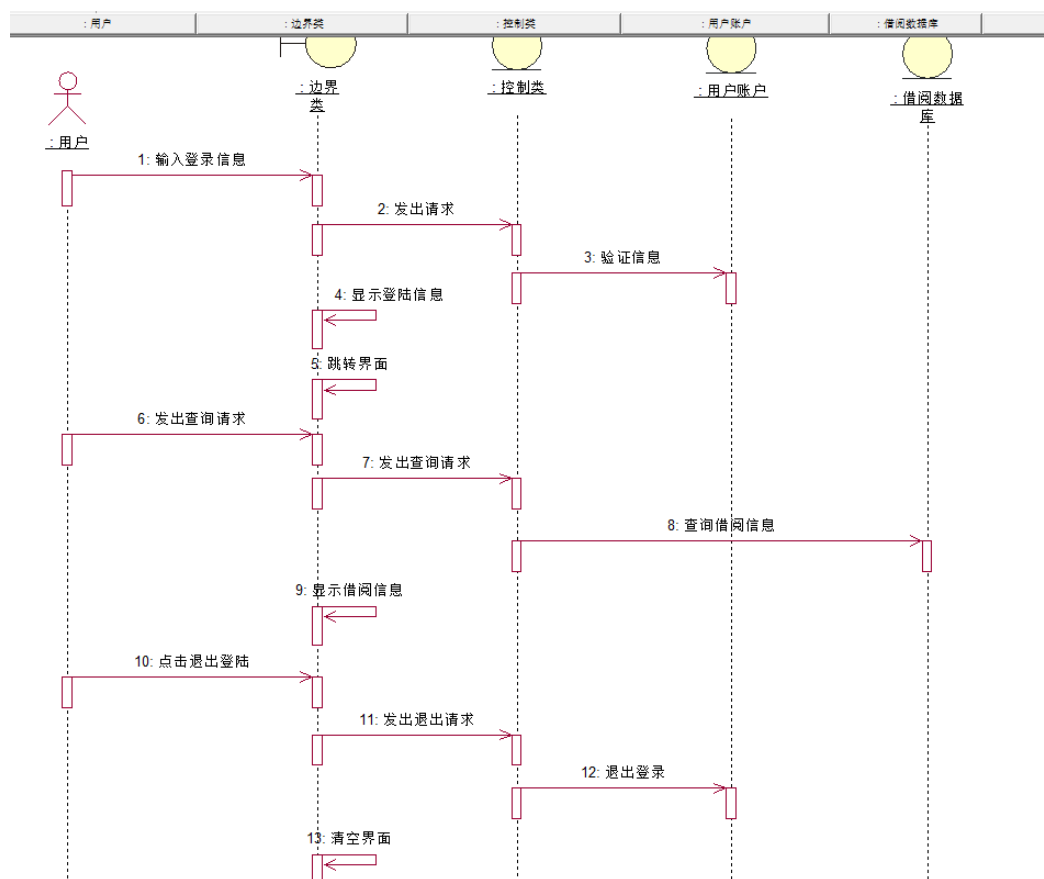 : 用户
: 边界类
: 控制类
: 用户账户
: 借阅数据库
: 边界
类
: 控制类
: 用户账户
: 借阅数据
库
: 用户
1: 输入登录信息
2: 发出请求
3: 验证信息
4: 显示登陆信息
5: 跳转界面
6: 发出查询请求
7: 发出查询请求
8: 查询借阅信息
9: 显示借阅信息
10: 点击退出登陆
11: 发出退出请求
12: 退出登录
13: 清空界面